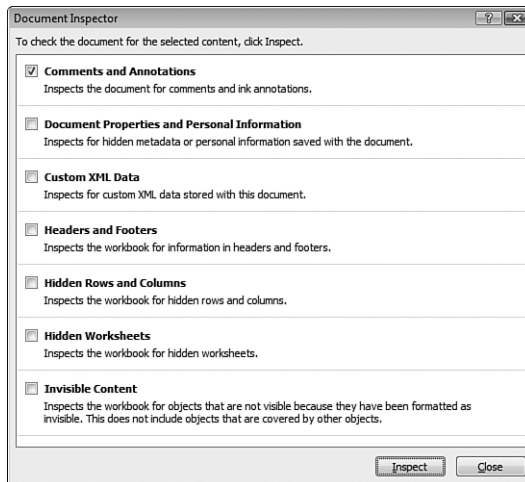 Document Inspector
To check the document for the selected content, click Inspect.
Comments and Annotations
Inspects the document for comments and ink annotations.
Document Properties and Personal Information
Inspects for hidden metadata or personal information saved with the document.
Custom XML Data
Inspects for custom XML data stored with this document.
Headers and Footers
Inspects the workbook for information in headers and footers.
Hidden Rows and Columns
Inspects the workbook for hidden rows and columns.
Hidden Worksheets
Inspects the workbook for hidden worksheets.
Invisible Content
Inspects the workbook for objects that are not visible because they have been formatted as
invisible. This does not include objects that are covered by other objects.
Inspect Close